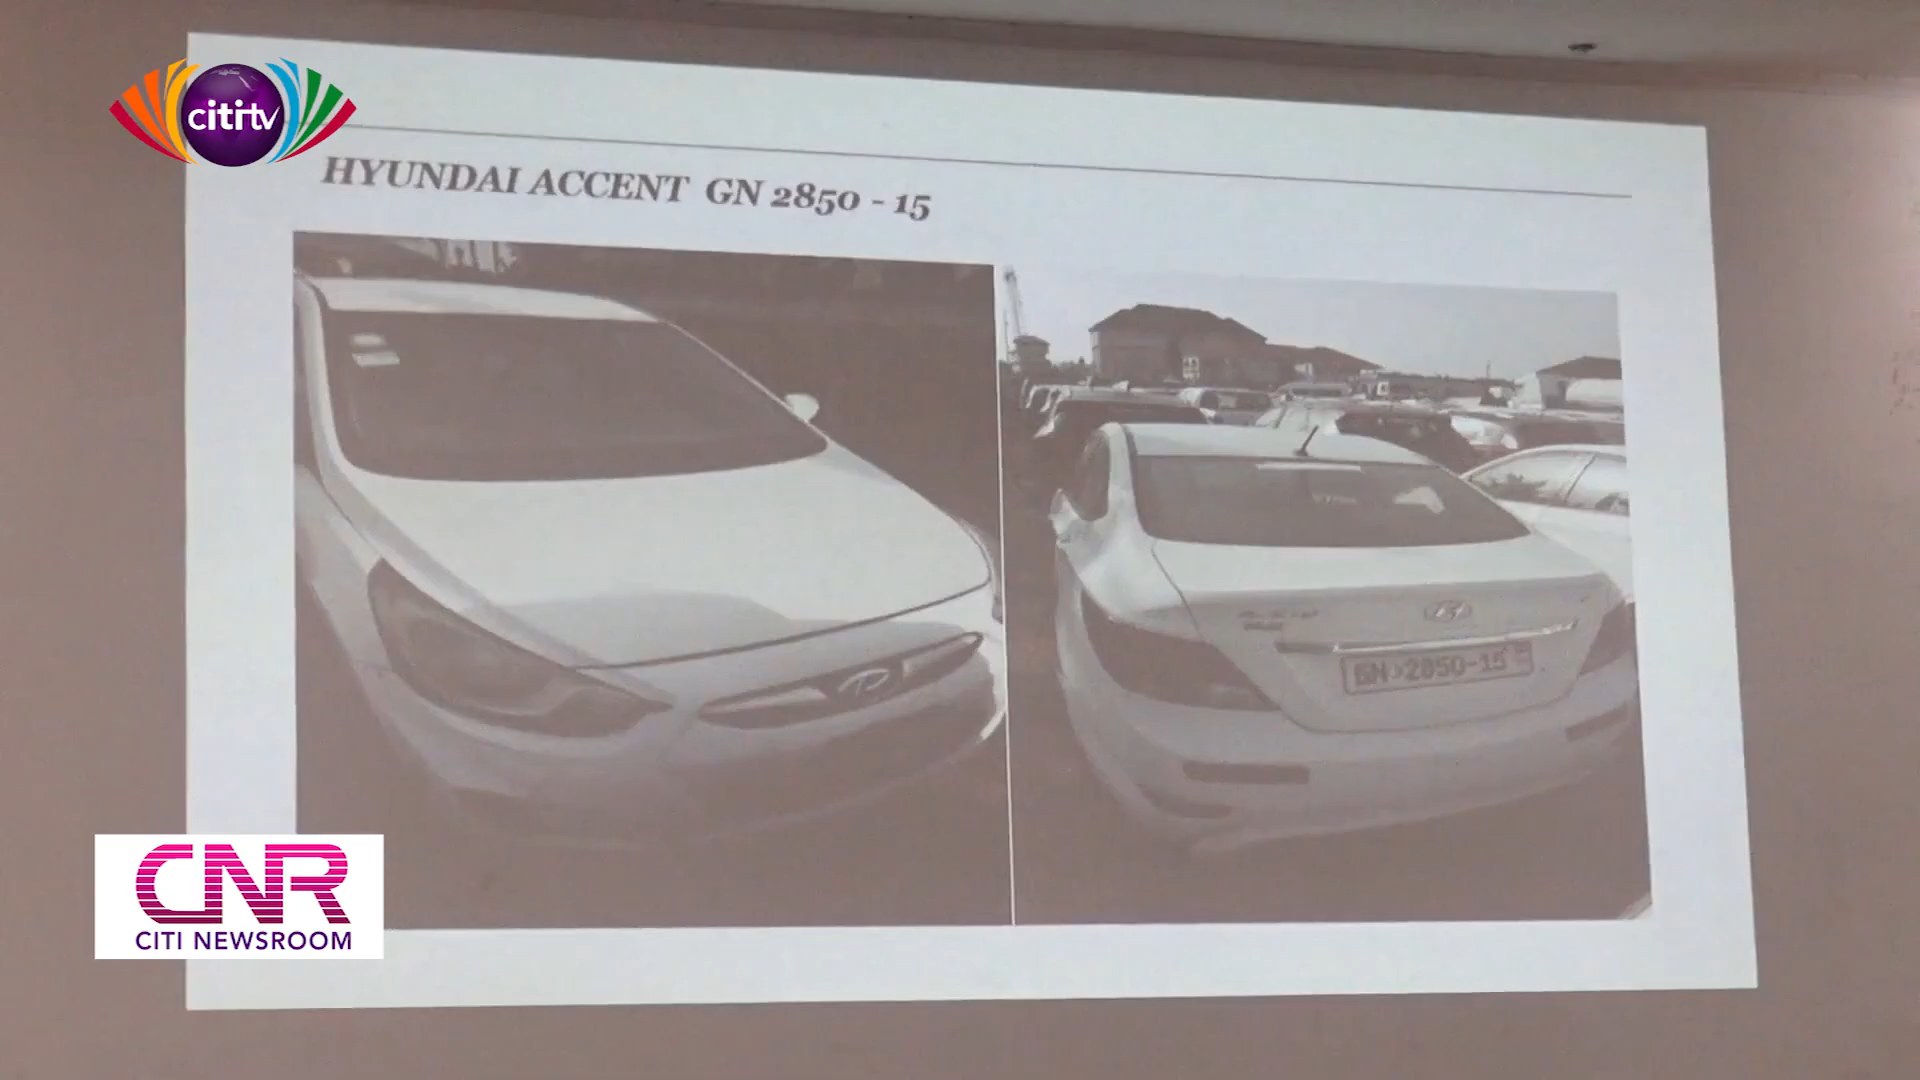 citi tv
HYUNDAI ACCENT GN 2850 - 15
GN 2850-15
CNR
CITI NEWSROOM